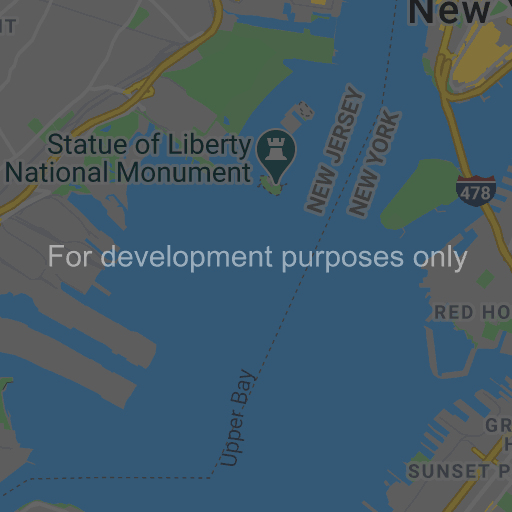 New
NT
Statue of Liberty
National Monument
NEW JERSEY
NEW YORK
478
For development purposes only
RED HO
Upper Bay
GR
H
SUNSET P